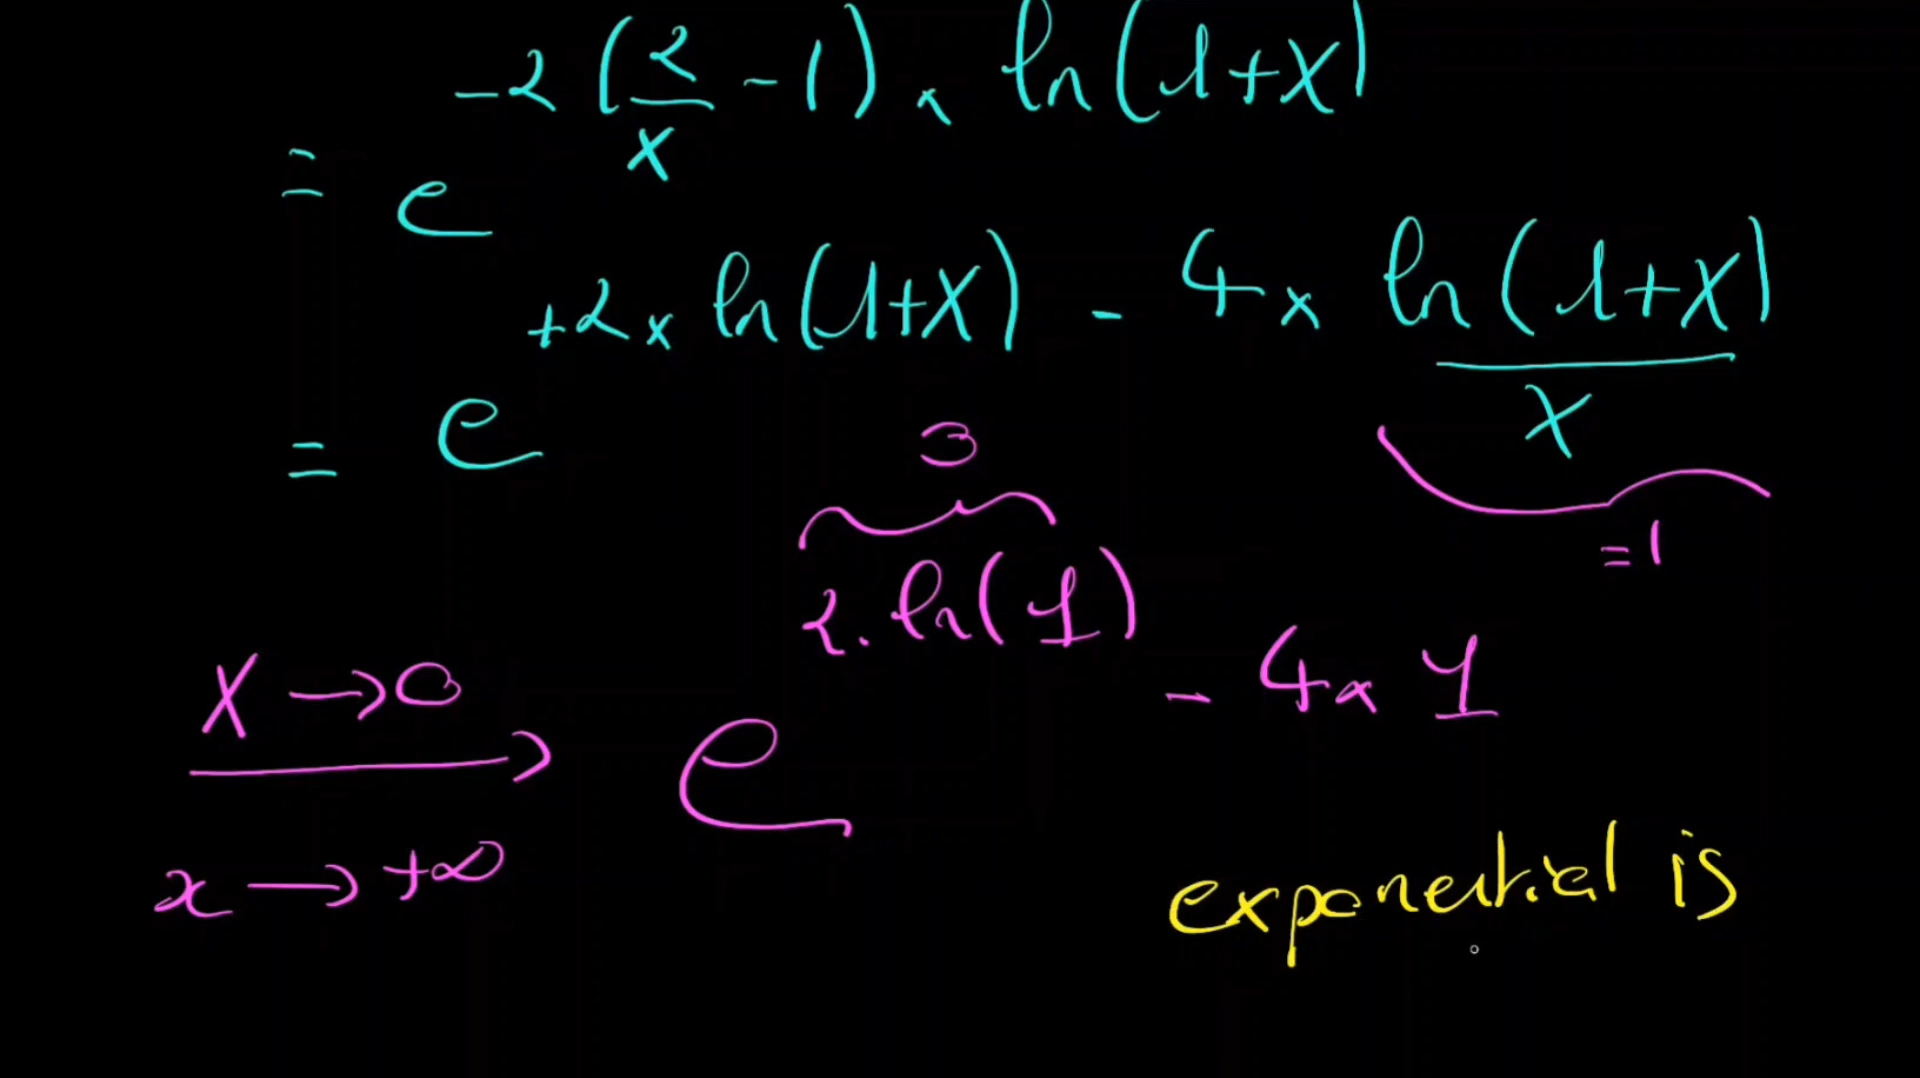 = e^{-2(2/X - 1) × ln(1+X)}
= e^{+2 × ln(1+X) - 4 × ln(1+X)/X}
3
=1
X → 0
x → +∞
e^{2. ln(1) - 4 × 1}
exponential is